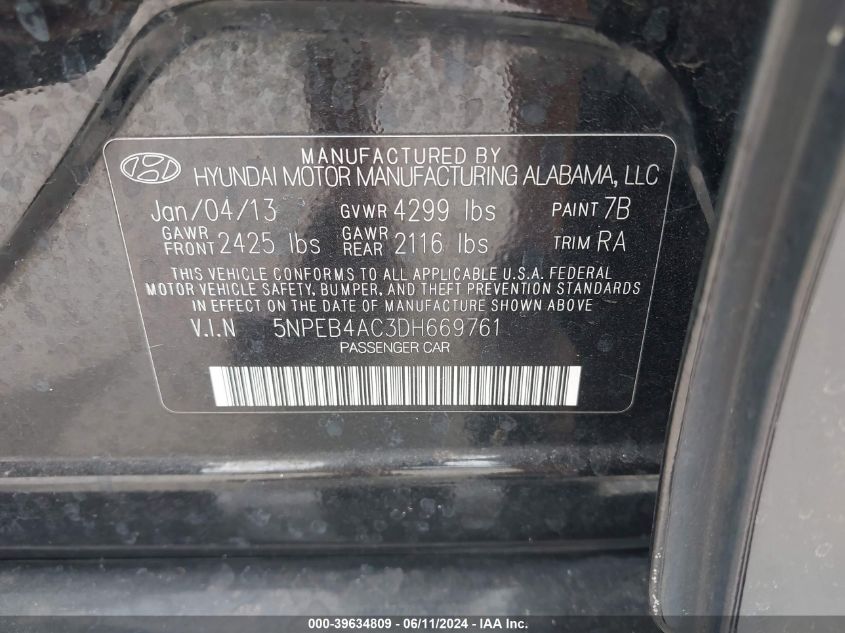 MANUFACTURED BY
HYUNDAI MOTOR MANUFACTURING ALABAMA, LLC
Jan/04/13 GVWR 4299 lbs PAINT 7B
GAWR FRONT 2425 lbs GAWR REAR 2116 lbs TRIM RA
THIS VEHICLE CONFORMS TO ALL APPLICABLE U.S.A. FEDERAL
MOTOR VEHICLE SAFETY, BUMPER, AND THEFT PREVENTION STANDARDS
IN EFFECT ON THE DATE OF MANUFACTURE SHOWN ABOVE
V.I.N 5NPEB4AC3DH669761
PASSENGER CAR
000-39634809 - 06/11/2024 - IAA Inc.